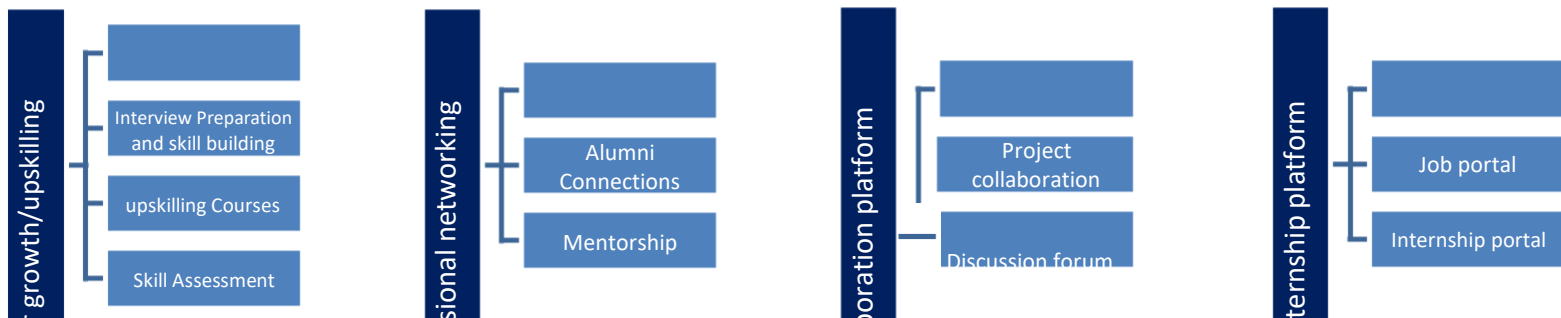 growth/upskilling
Interview Preparation
and skill building
upskilling Courses
Skill Assessment
sional networking
Alumni
Connections
Mentorship
oration platform
Project
collaboration
Discussion forum
ternship platform
Job portal
Internship portal